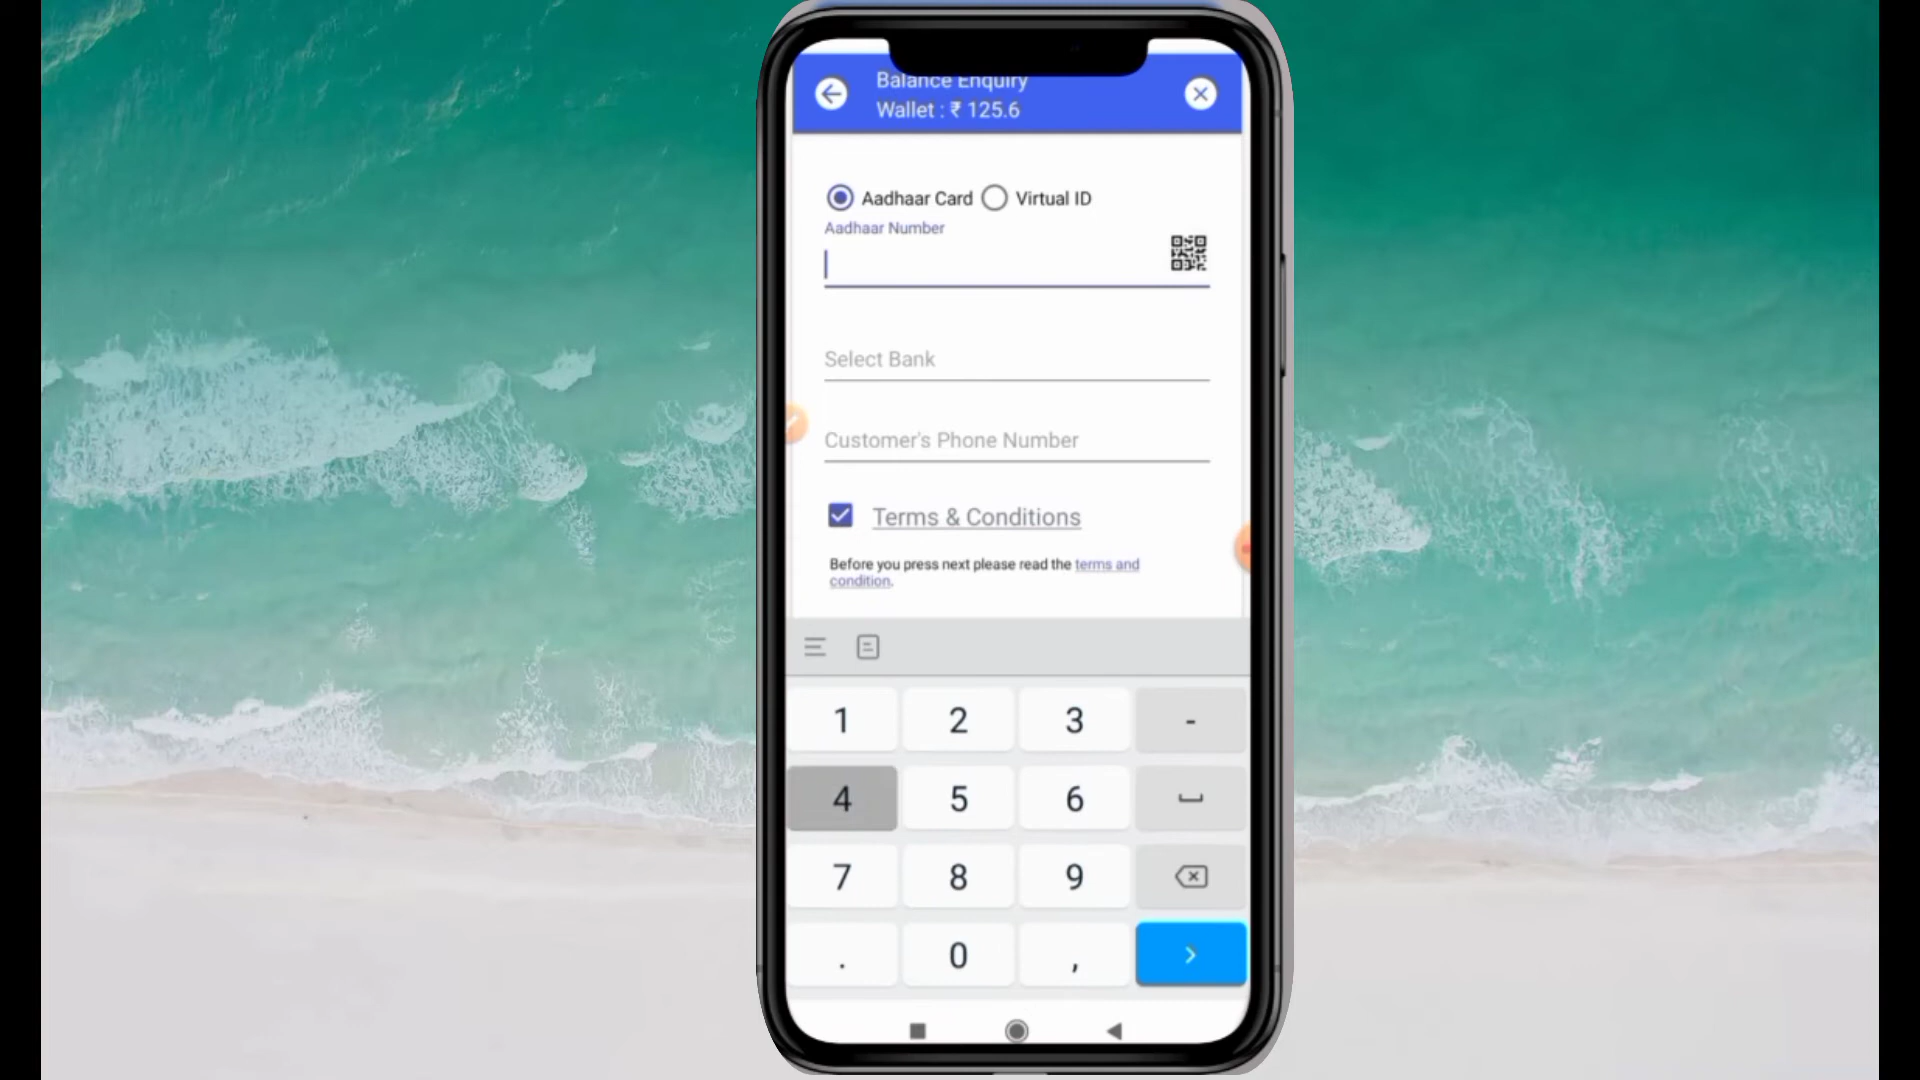 Balance Enquiry
Wallet : ₹ 125.6
Aadhaar Card Virtual ID
Aadhaar Number
Select Bank
Customer's Phone Number
Terms & Conditions
Before you press next please read the terms and
condition.
1 2 3 -
4 5 6
7 8 9
. 0 ,